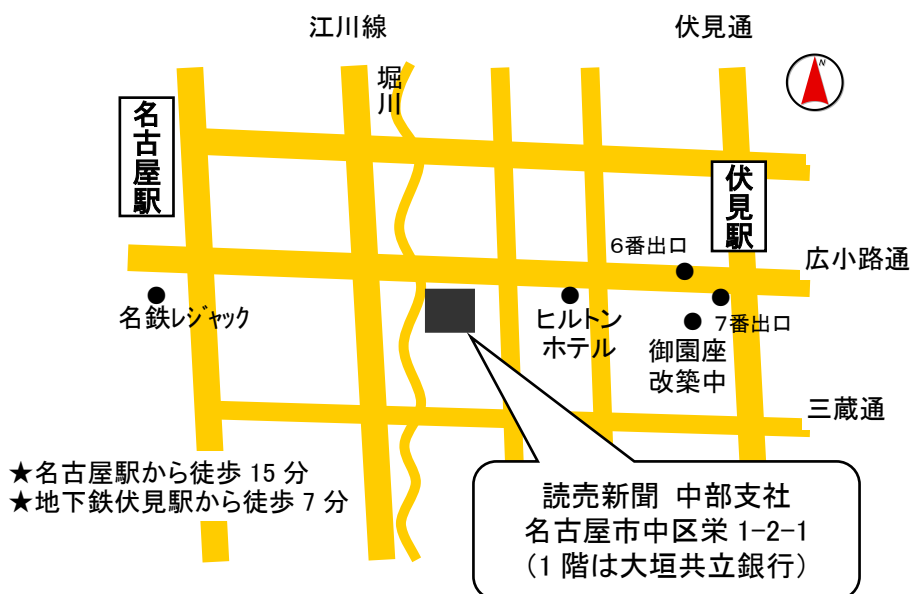 江川線
伏見通
堀川
N
名古屋駅
伏見駅
6番出口
広小路通
名鉄レジャック
ヒルトン
ホテル
7番出口
御園座
改築中
三蔵通
★名古屋駅から徒歩 15 分
★地下鉄伏見駅から徒歩 7 分
読売新聞 中部支社
名古屋市中区栄 1-2-1
(1 階は大垣共立銀行)